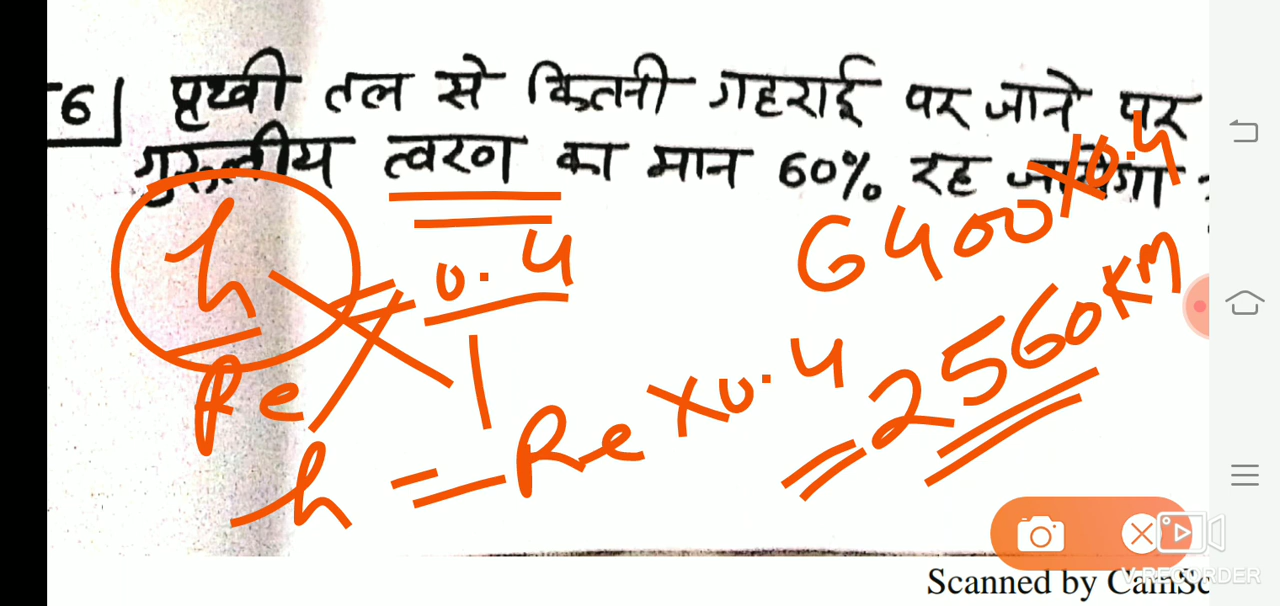 6| पृथ्वी तल से कितनी गहराई पर जाने पर
गुरुत्वीय त्वरण का मान 60% रह जायेगा ?
h/Re = 0.4/1
6400×0.4
h = Re×0.4
= 2560KM
Scanned by CamSc
V RECORDER